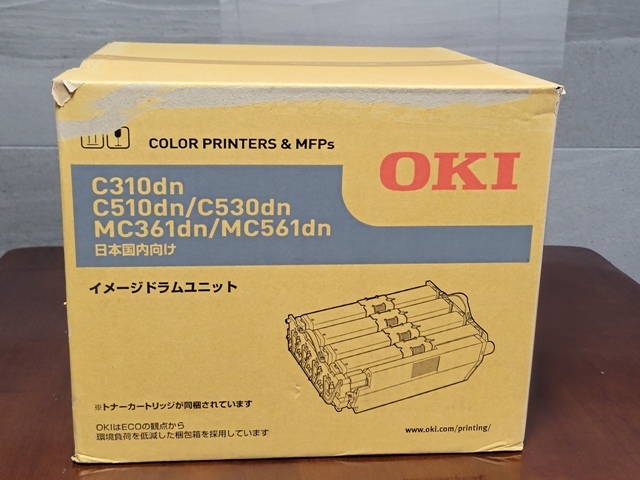 COLOR PRINTERS & MFPs
OKI
C310dn
C510dn/C530dn
MC361dn/MC561dn
日本国内向け
イメージドラムユニット
※トナーカートリッジが同梱されています
OKIはECOの観点から
環境負荷を低減した梱包箱を採用しています
www.oki.com/printing/